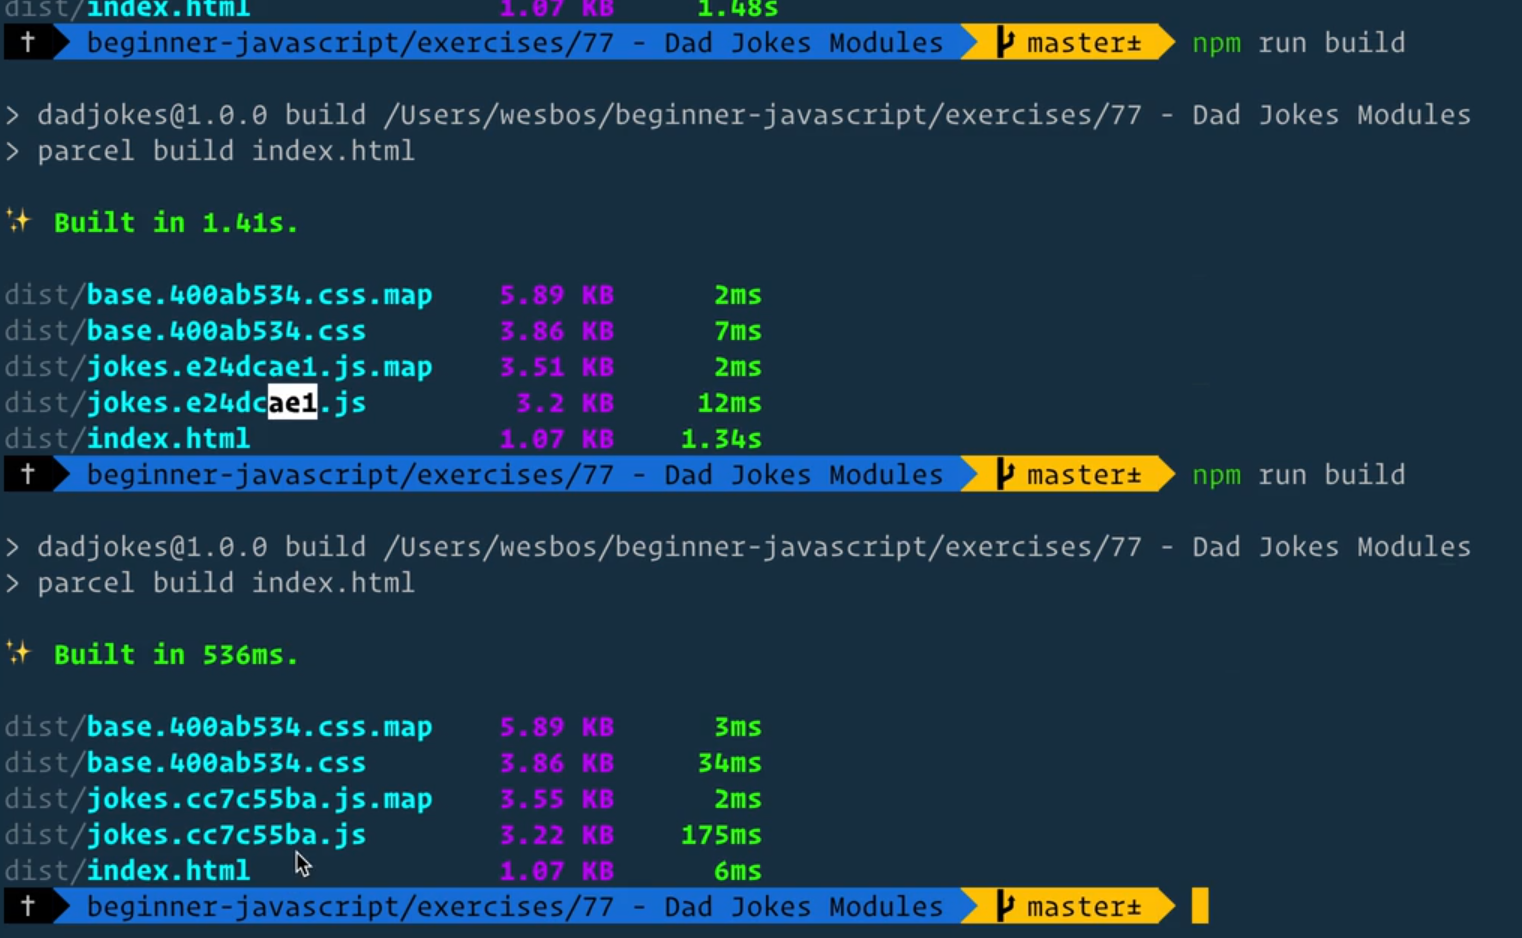 dist/index.html 1.07 KB 1.48s
† beginner-javascript/exercises/77 - Dad Jokes Modules master± npm run build
> dadjokes@1.0.0 build /Users/wesbos/beginner-javascript/exercises/77 - Dad Jokes Modules
> parcel build index.html
✨ Built in 1.41s.
dist/base.400ab534.css.map 5.89 KB 2ms
dist/base.400ab534.css 3.86 KB 7ms
dist/jokes.e24dcae1.js.map 3.51 KB 2ms
dist/jokes.e24dcae1.js 3.2 KB 12ms
dist/index.html 1.07 KB 1.34s
† beginner-javascript/exercises/77 - Dad Jokes Modules master± npm run build
> dadjokes@1.0.0 build /Users/wesbos/beginner-javascript/exercises/77 - Dad Jokes Modules
> parcel build index.html
✨ Built in 536ms.
dist/base.400ab534.css.map 5.89 KB 3ms
dist/base.400ab534.css 3.86 KB 34ms
dist/jokes.cc7c55ba.js.map 3.55 KB 2ms
dist/jokes.cc7c55ba.js 3.22 KB 175ms
dist/index.html 1.07 KB 6ms
† beginner-javascript/exercises/77 - Dad Jokes Modules master±